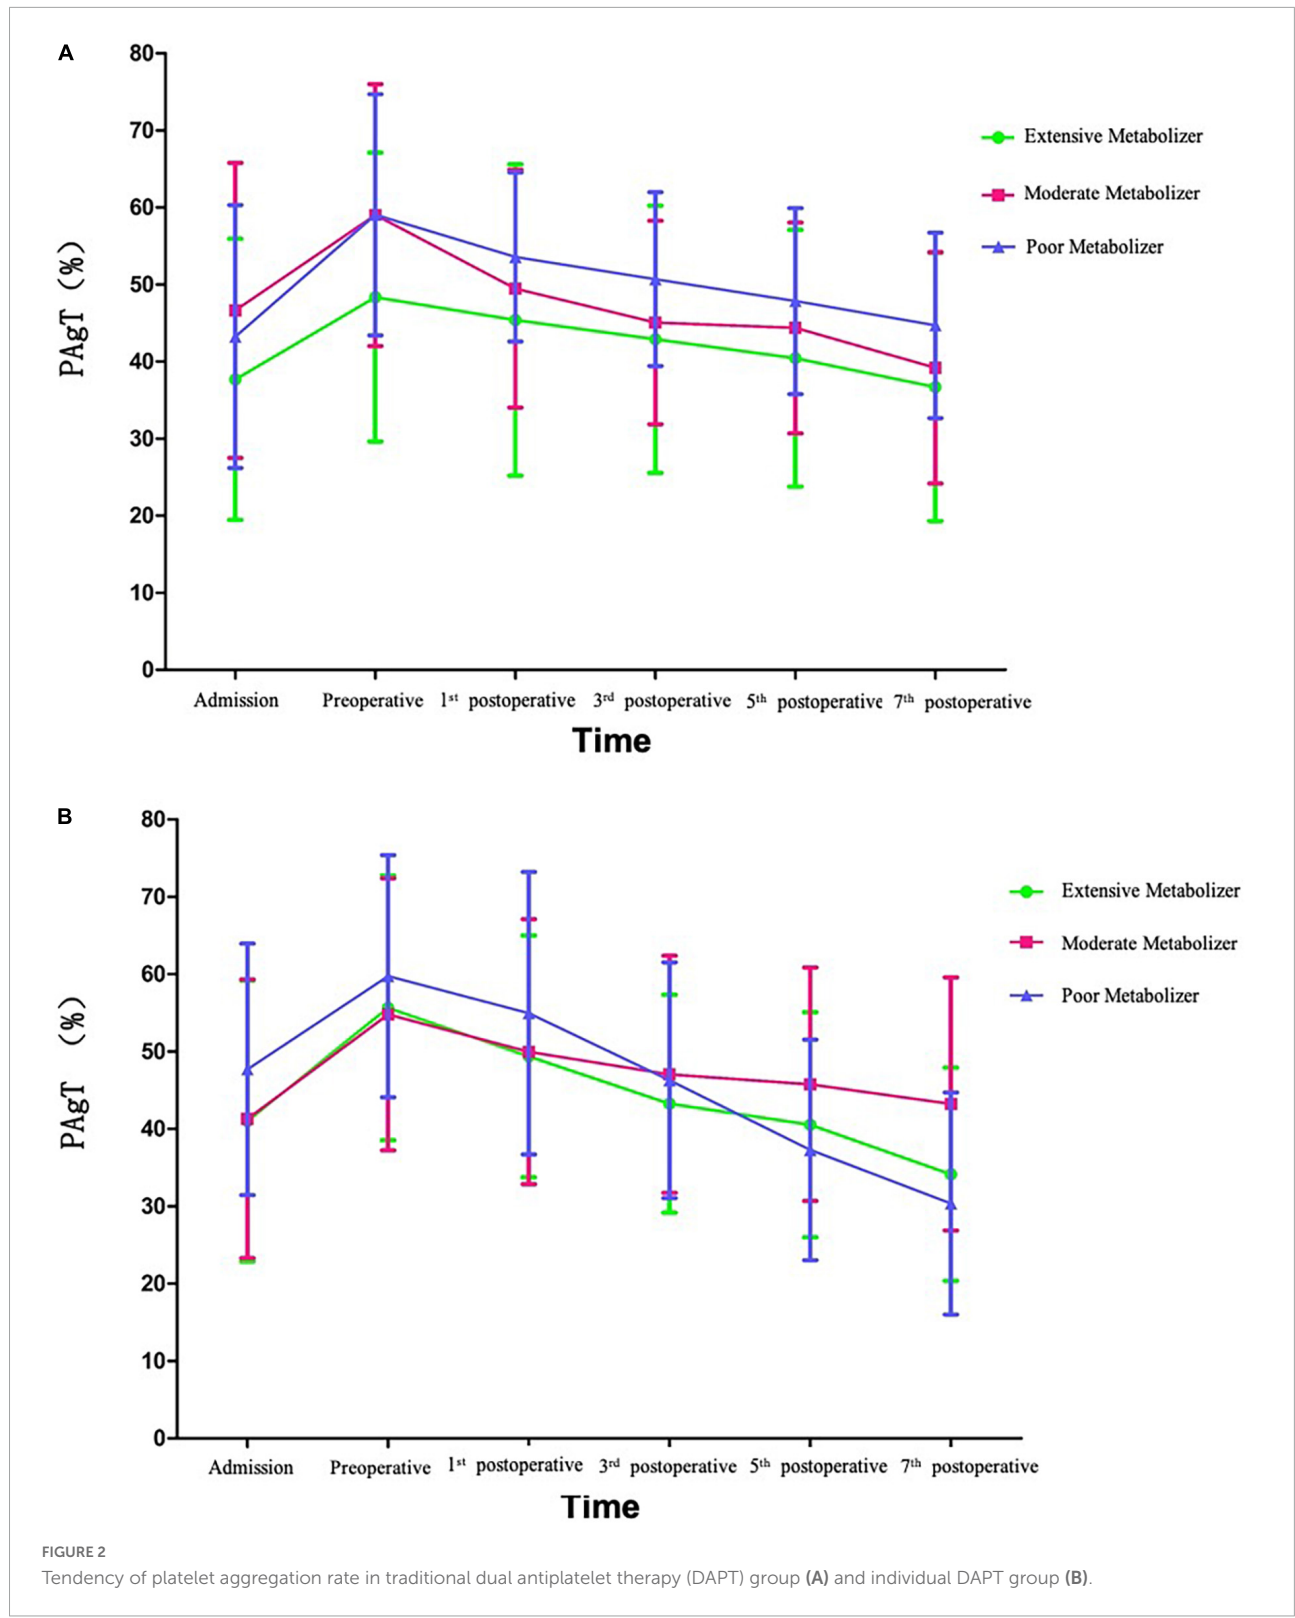 A
80
70
60
50
40
30
20
10
0
PAgT (%)
Extensive Metabolizer
Moderate Metabolizer
Poor Metabolizer
Admission Preoperative 1st postoperative 3rd postoperative 5th postoperative 7th postoperative
Time
B
80
70
60
50
40
30
20
10
0
PAgT (%)
Extensive Metabolizer
Moderate Metabolizer
Poor Metabolizer
Admission Preoperative 1st postoperative 3rd postoperative 5th postoperative 7th postoperative
Time
FIGURE 2
Tendency of platelet aggregation rate in traditional dual antiplatelet therapy (DAPT) group (A) and individual DAPT group (B).